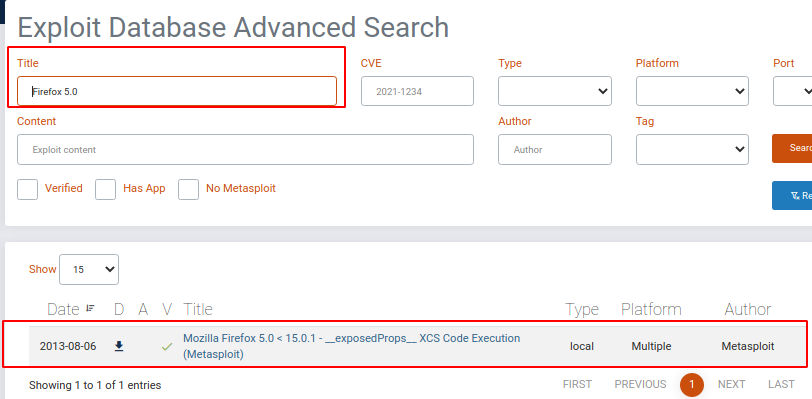 Exploit Database Advanced Search
Title CVE Type Platform Port
Firefox 5.0 2021-1234
Content Author Tag
Exploit content Author Sear
Verified Has App No Metasploit Re
Show 15
Date D A V Title Type Platform Author
2013-08-06 Mozilla Firefox 5.0 < 15.0.1 - __exposedProps__ XCS Code Execution local Multiple Metasploit
(Metasploit)
Showing 1 to 1 of 1 entries FIRST PREVIOUS 1 NEXT LAST